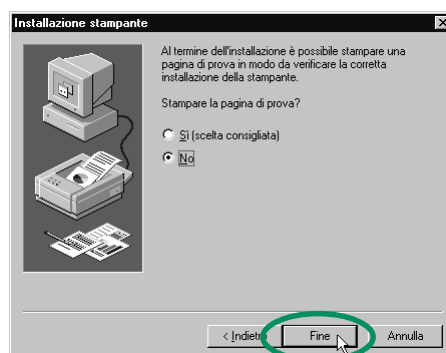 Installazione stampante
Al termine dell'installazione è possibile stampare una
pagina di prova in modo da verificare la corretta
installazione della stampante.
Stampare la pagina di prova?
Sì (scelta consigliata)
No
< Indietro Fine Annulla